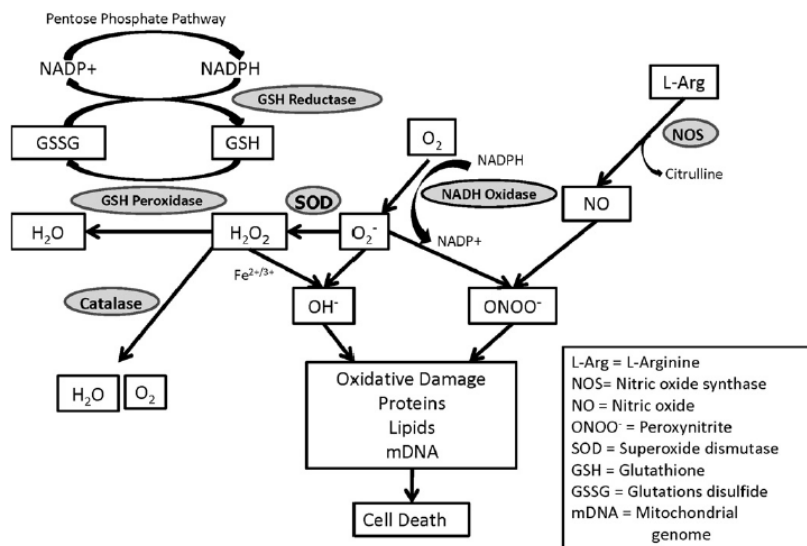 Pentose Phosphate Pathway
NADP+
NADPH
GSH Reductase
GSSG
GSH
L-Arg
NOS
Citrulline
O2
NADPH
NADH Oxidase
NADP+
NO
GSH Peroxidase
SOD
H2O
H2O2
O2-
Fe2+/3+
Catalase
OH-
ONOO-
H2O
O2
Oxidative Damage
Proteins
Lipids
mDNA
Cell Death
L-Arg = L-Arginine
NOS= Nitric oxide synthase
NO = Nitric oxide
ONOO- = Peroxynitrite
SOD = Superoxide dismutase
GSH = Glutathione
GSSG = Glutations disulfide
mDNA = Mitochondrial
genome